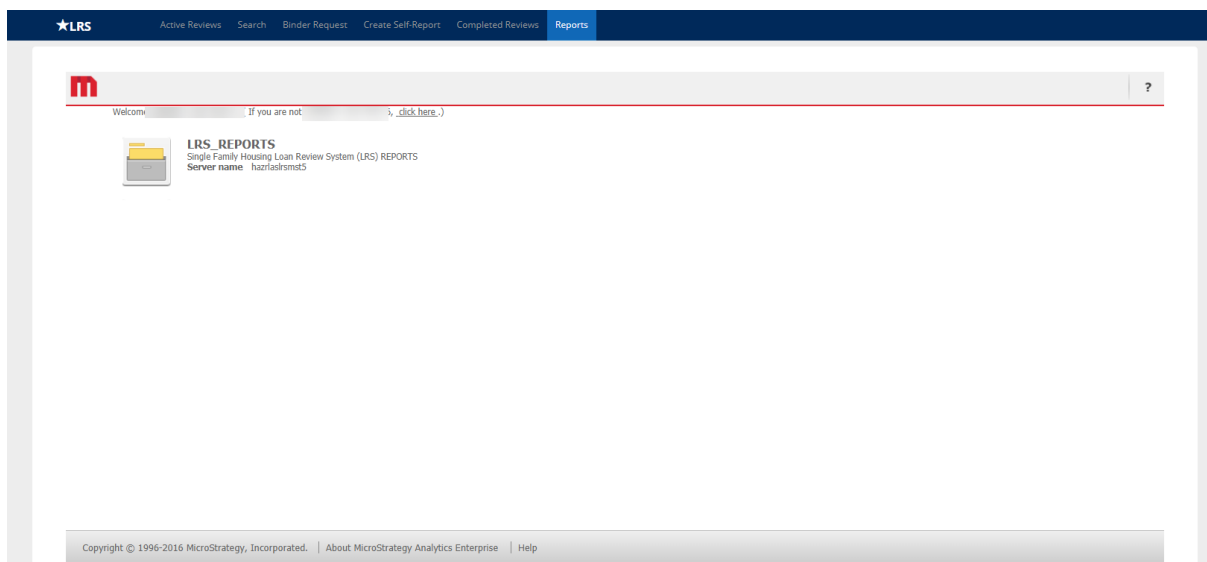 ★LRS Active Reviews Search Binder Request Create Self-Report Completed Reviews Reports
m ?
Welcome If you are not , click here .)
LRS_REPORTS
Single Family Housing Loan Review System (LRS) REPORTS
Server name hazrlaslrsmst5
Copyright © 1996-2016 MicroStrategy, Incorporated. | About MicroStrategy Analytics Enterprise | Help